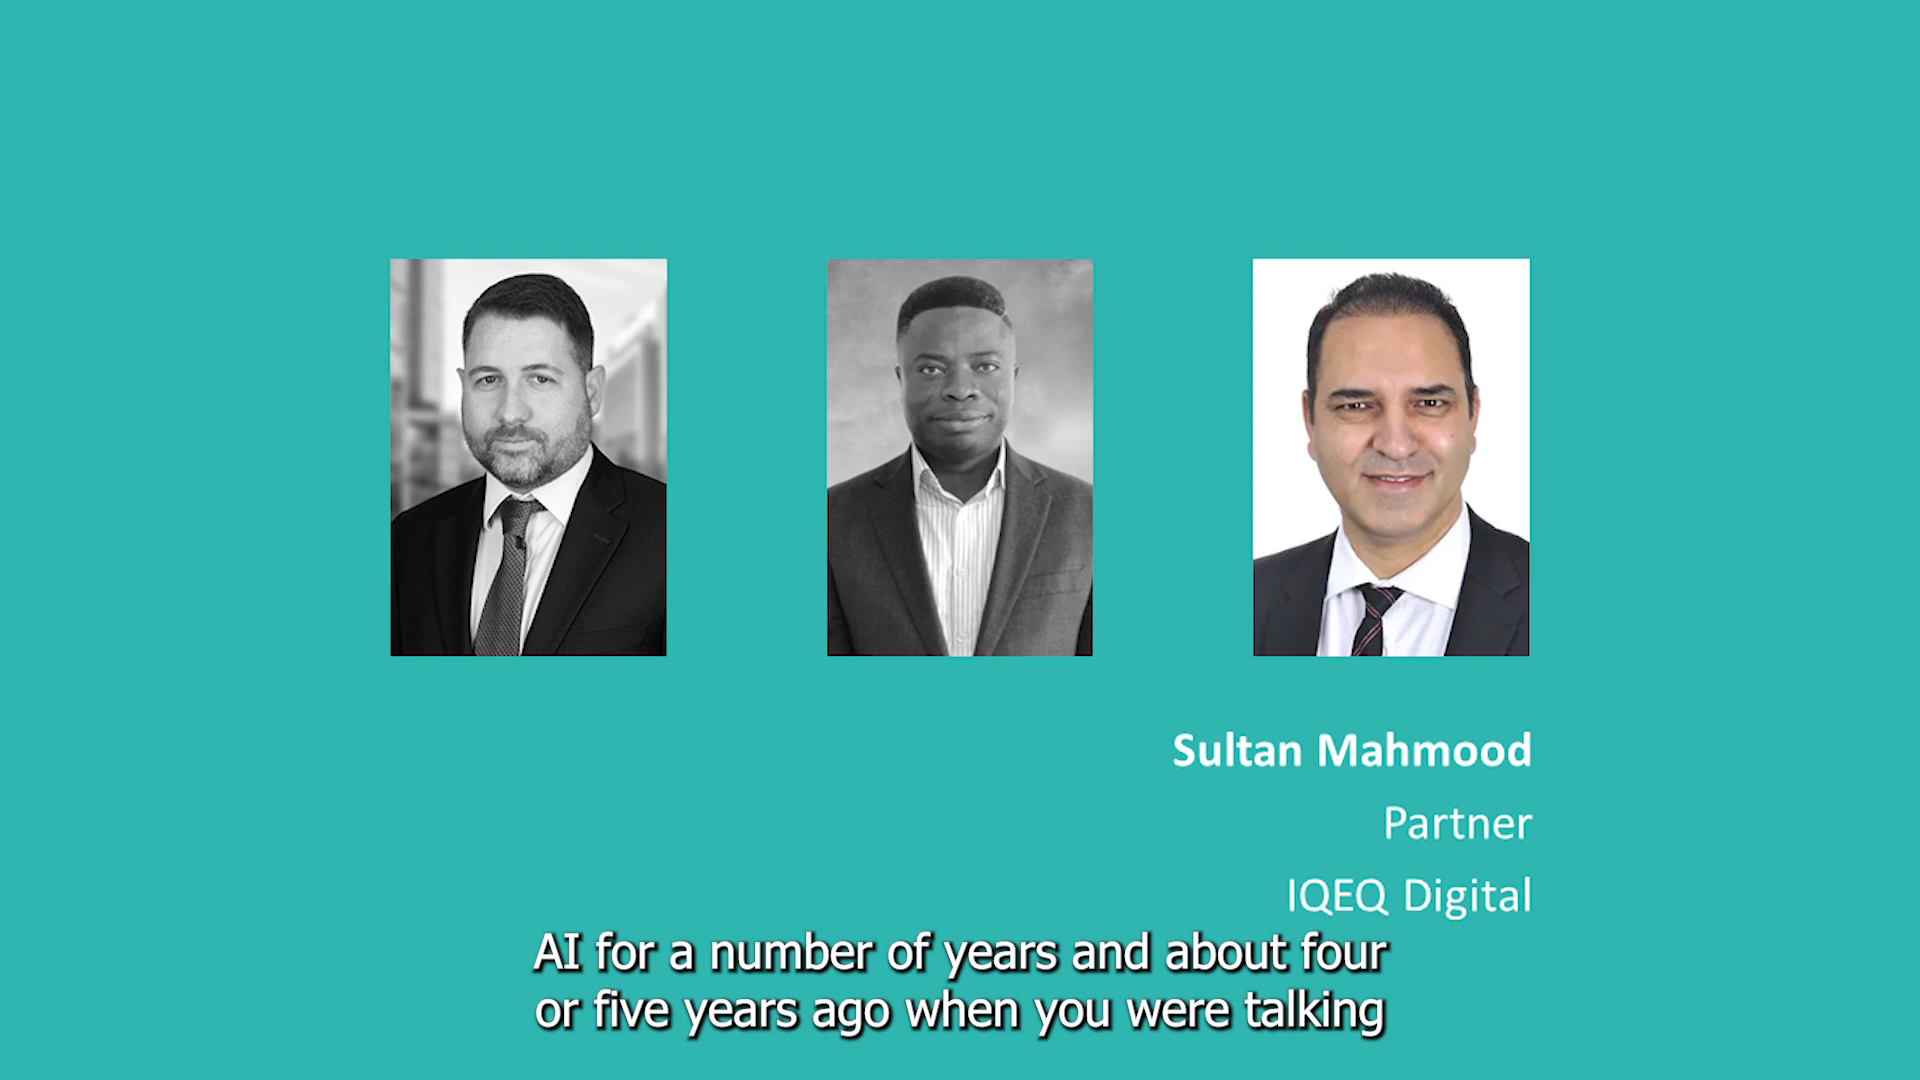 Sultan Mahmood
Partner
IQEQ Digital
AI for a number of years and about four
or five years ago when you were talking